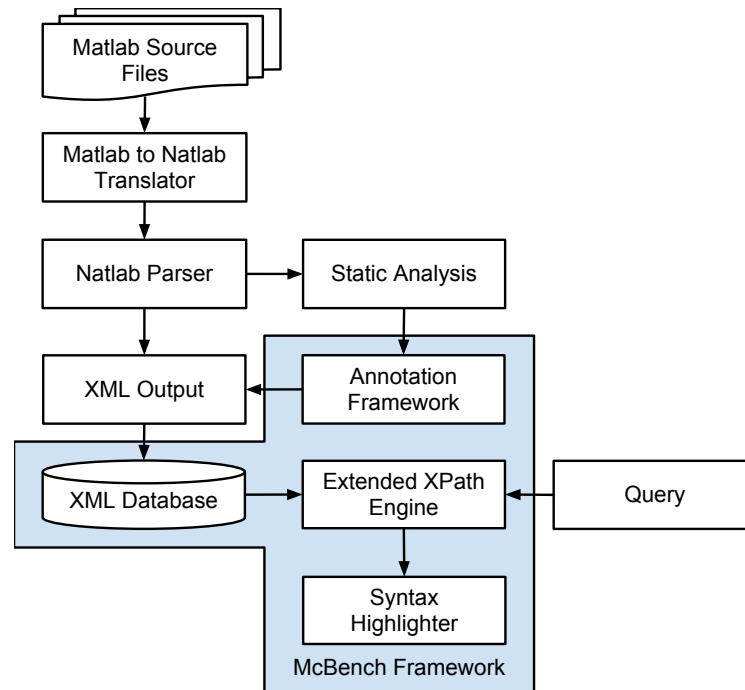 Matlab Source
Files
Matlab to Natlab
Translator
Natlab Parser
Static Analysis
XML Output
Annotation
Framework
XML Database
Extended XPath
Engine
Query
Syntax
Highlighter
McBench Framework